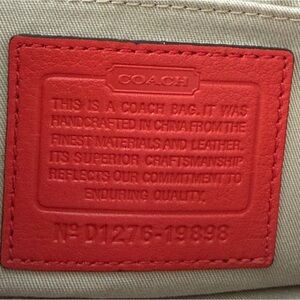 COACH
THIS IS A COACH BAG. IT WAS
HANDCRAFTED IN CHINA FROM THE
FINEST MATERIALS AND LEATHER.
ITS SUPERIOR CRAFTSMANSHIP
REFLECTS OUR COMMITMENT TO
ENDURING QUALITY.
Nº D1276-19898